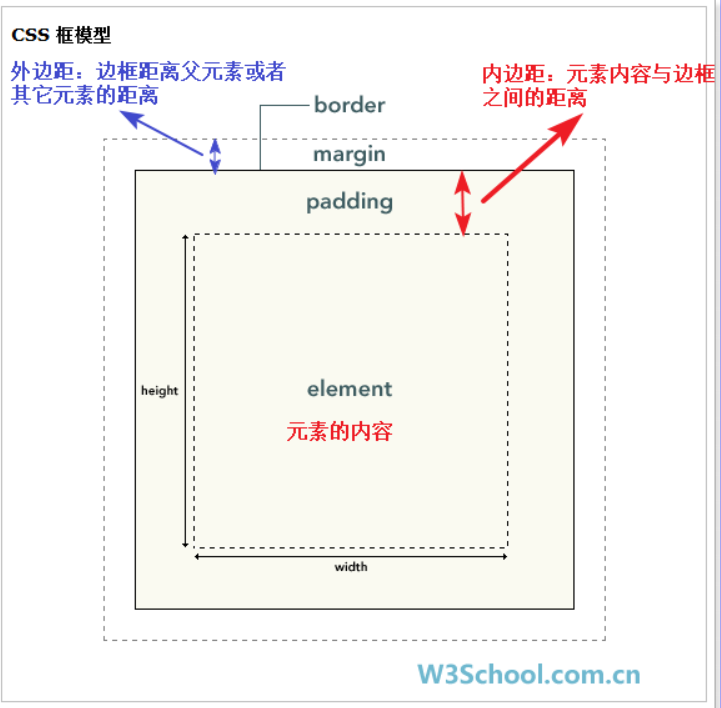 CSS 框模型
外边距：边框距离父元素或者
其它元素的距离
内边距：元素内容与边框
之间的距离
border
margin
padding
height
element
元素的内容
width
W3School.com.cn